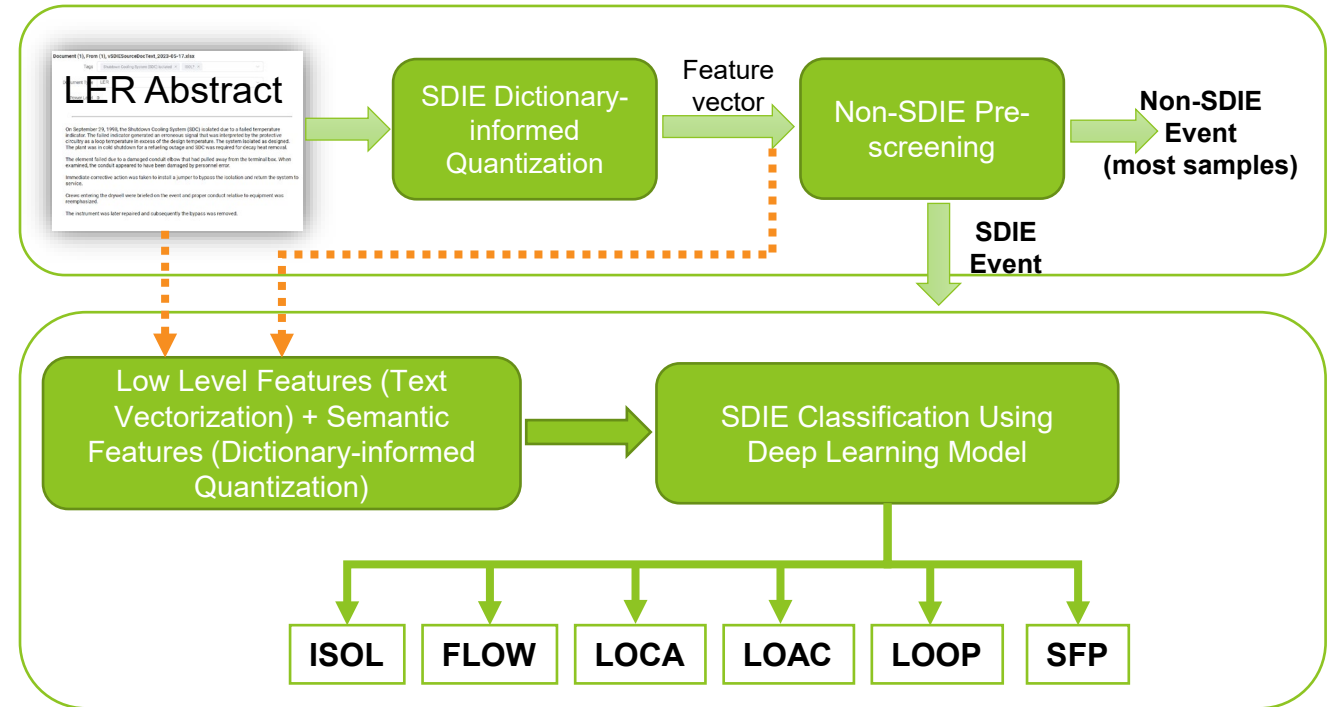 Document (1), From (1), vSDIESourceDocText_2023-05-17.xlsx
Tags
LER
LER Abstract
On September 29, 1998, the Shutdown Cooling System (SDC) isolated due to a failed temperature
indicator. The failed indicator generated an erroneous signal that was interpreted by the protective
circuitry as a loop temperature in excess of the design temperature. The system isolated as designed.
The plant was in cold shutdown for a refueling outage and SDC was required for decay heat removal.
The element failed due to a damaged conduit elbow that had pulled away from the terminal box. When
examined, the conduit appeared to have been damaged by personnel error.
Immediate corrective action was taken to install a jumper to bypass the isolation and return the system to
service.
Crews entering the drywell were briefed on the event and proper conduct relative to equipment was
reemphasized.
The instrument was later repaired and subsequently the bypass was removed.
SDIE Dictionary-
informed
Quantization
Feature
vector
Non-SDIE Pre-
screening
Non-SDIE
Event
(most samples)
SDIE
Event
Low Level Features (Text
Vectorization) + Semantic
Features (Dictionary-informed
Quantization)
SDIE Classification Using
Deep Learning Model
ISOL
FLOW
LOCA
LOAC
LOOP
SFP